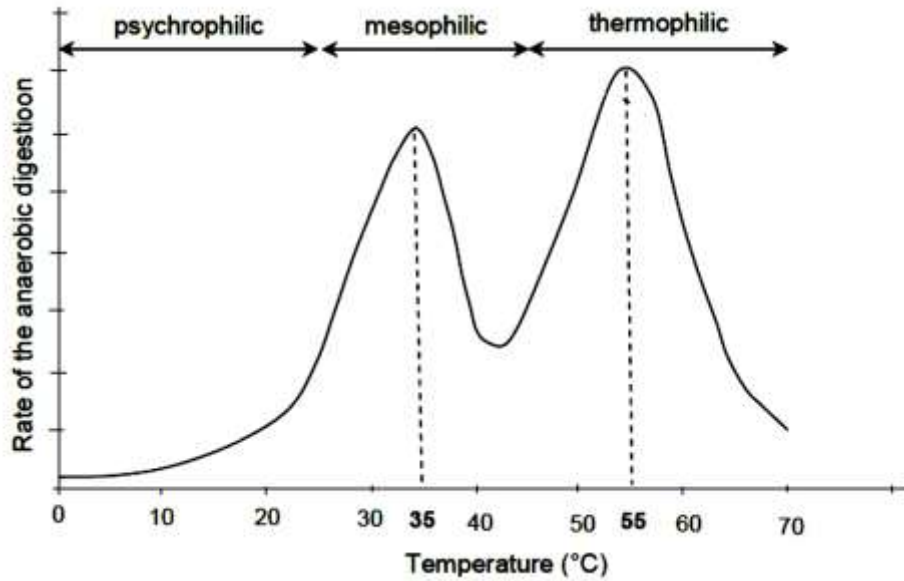 psychrophilic mesophilic thermophilic
Rate of the anaerobic digestioon
0 10 20 30 35 40 50 55 60 70
Temperature (°C)